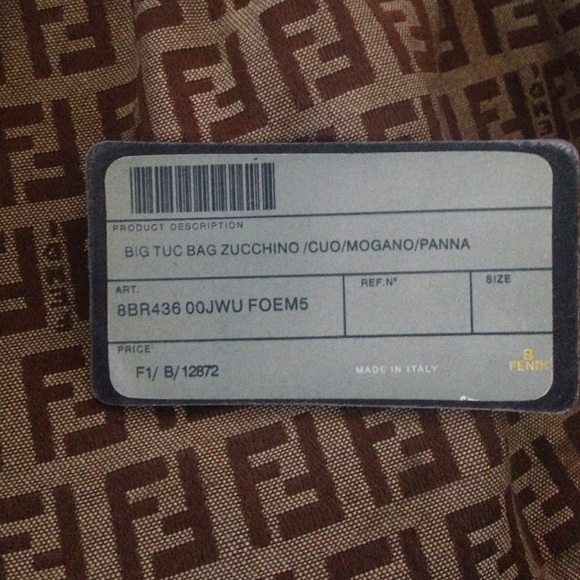 PRODUCT DESCRIPTION
BIG TUC BAG ZUCCHINO /CUO/MOGANO/PANNA
ART.
8BR436 00JWU FOEM5
REF.N°
SIZE
PRICE
F1/ B/12872
MADE IN ITALY
FENDI